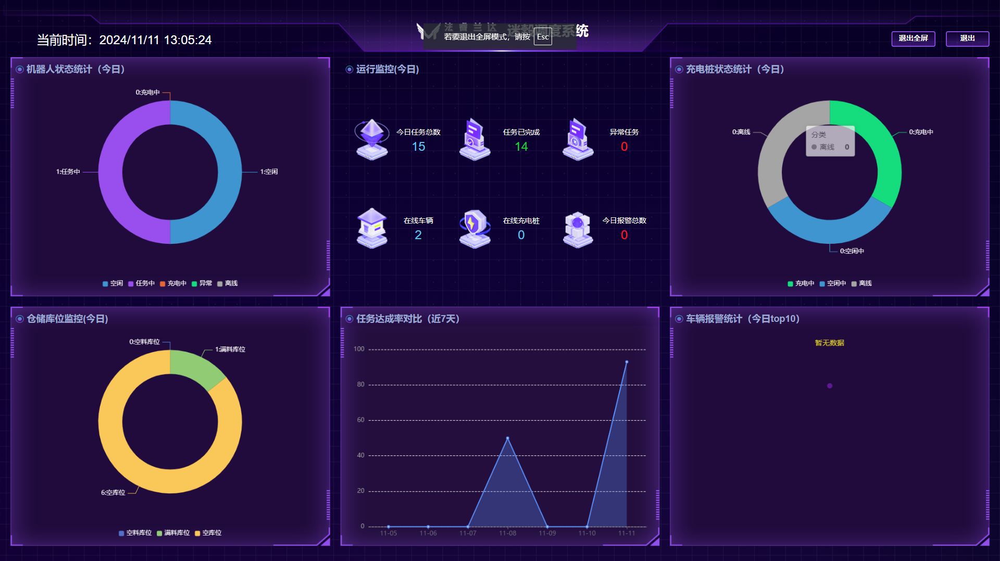 法睿兰达
迷毂调度系统
若要退出全屏模式，请按 Esc
当前时间：2024/11/11 13:05:24
退出全屏
退出
机器人状态统计（今日）
0:充电中
1:任务中
1:空闲
空闲 任务中 充电中 异常 离线
运行监控(今日)
今日任务总数
15
任务已完成
14
异常任务
0
在线车辆
2
在线充电桩
0
今日报警总数
0
充电桩状态统计（今日）
0:离线
0:充电中
分类
离线 0
0:空闲中
充电中 空闲中 离线
仓储库位监控(今日)
0:空料库位
1:满料库位
6:空库位
空料库位 满料库位 空库位
任务达成率对比（近7天）
100
80
60
40
20
0
11-05 11-06 11-07 11-08 11-09 11-10 11-11
车辆报警统计（今日top10）
暂无数据